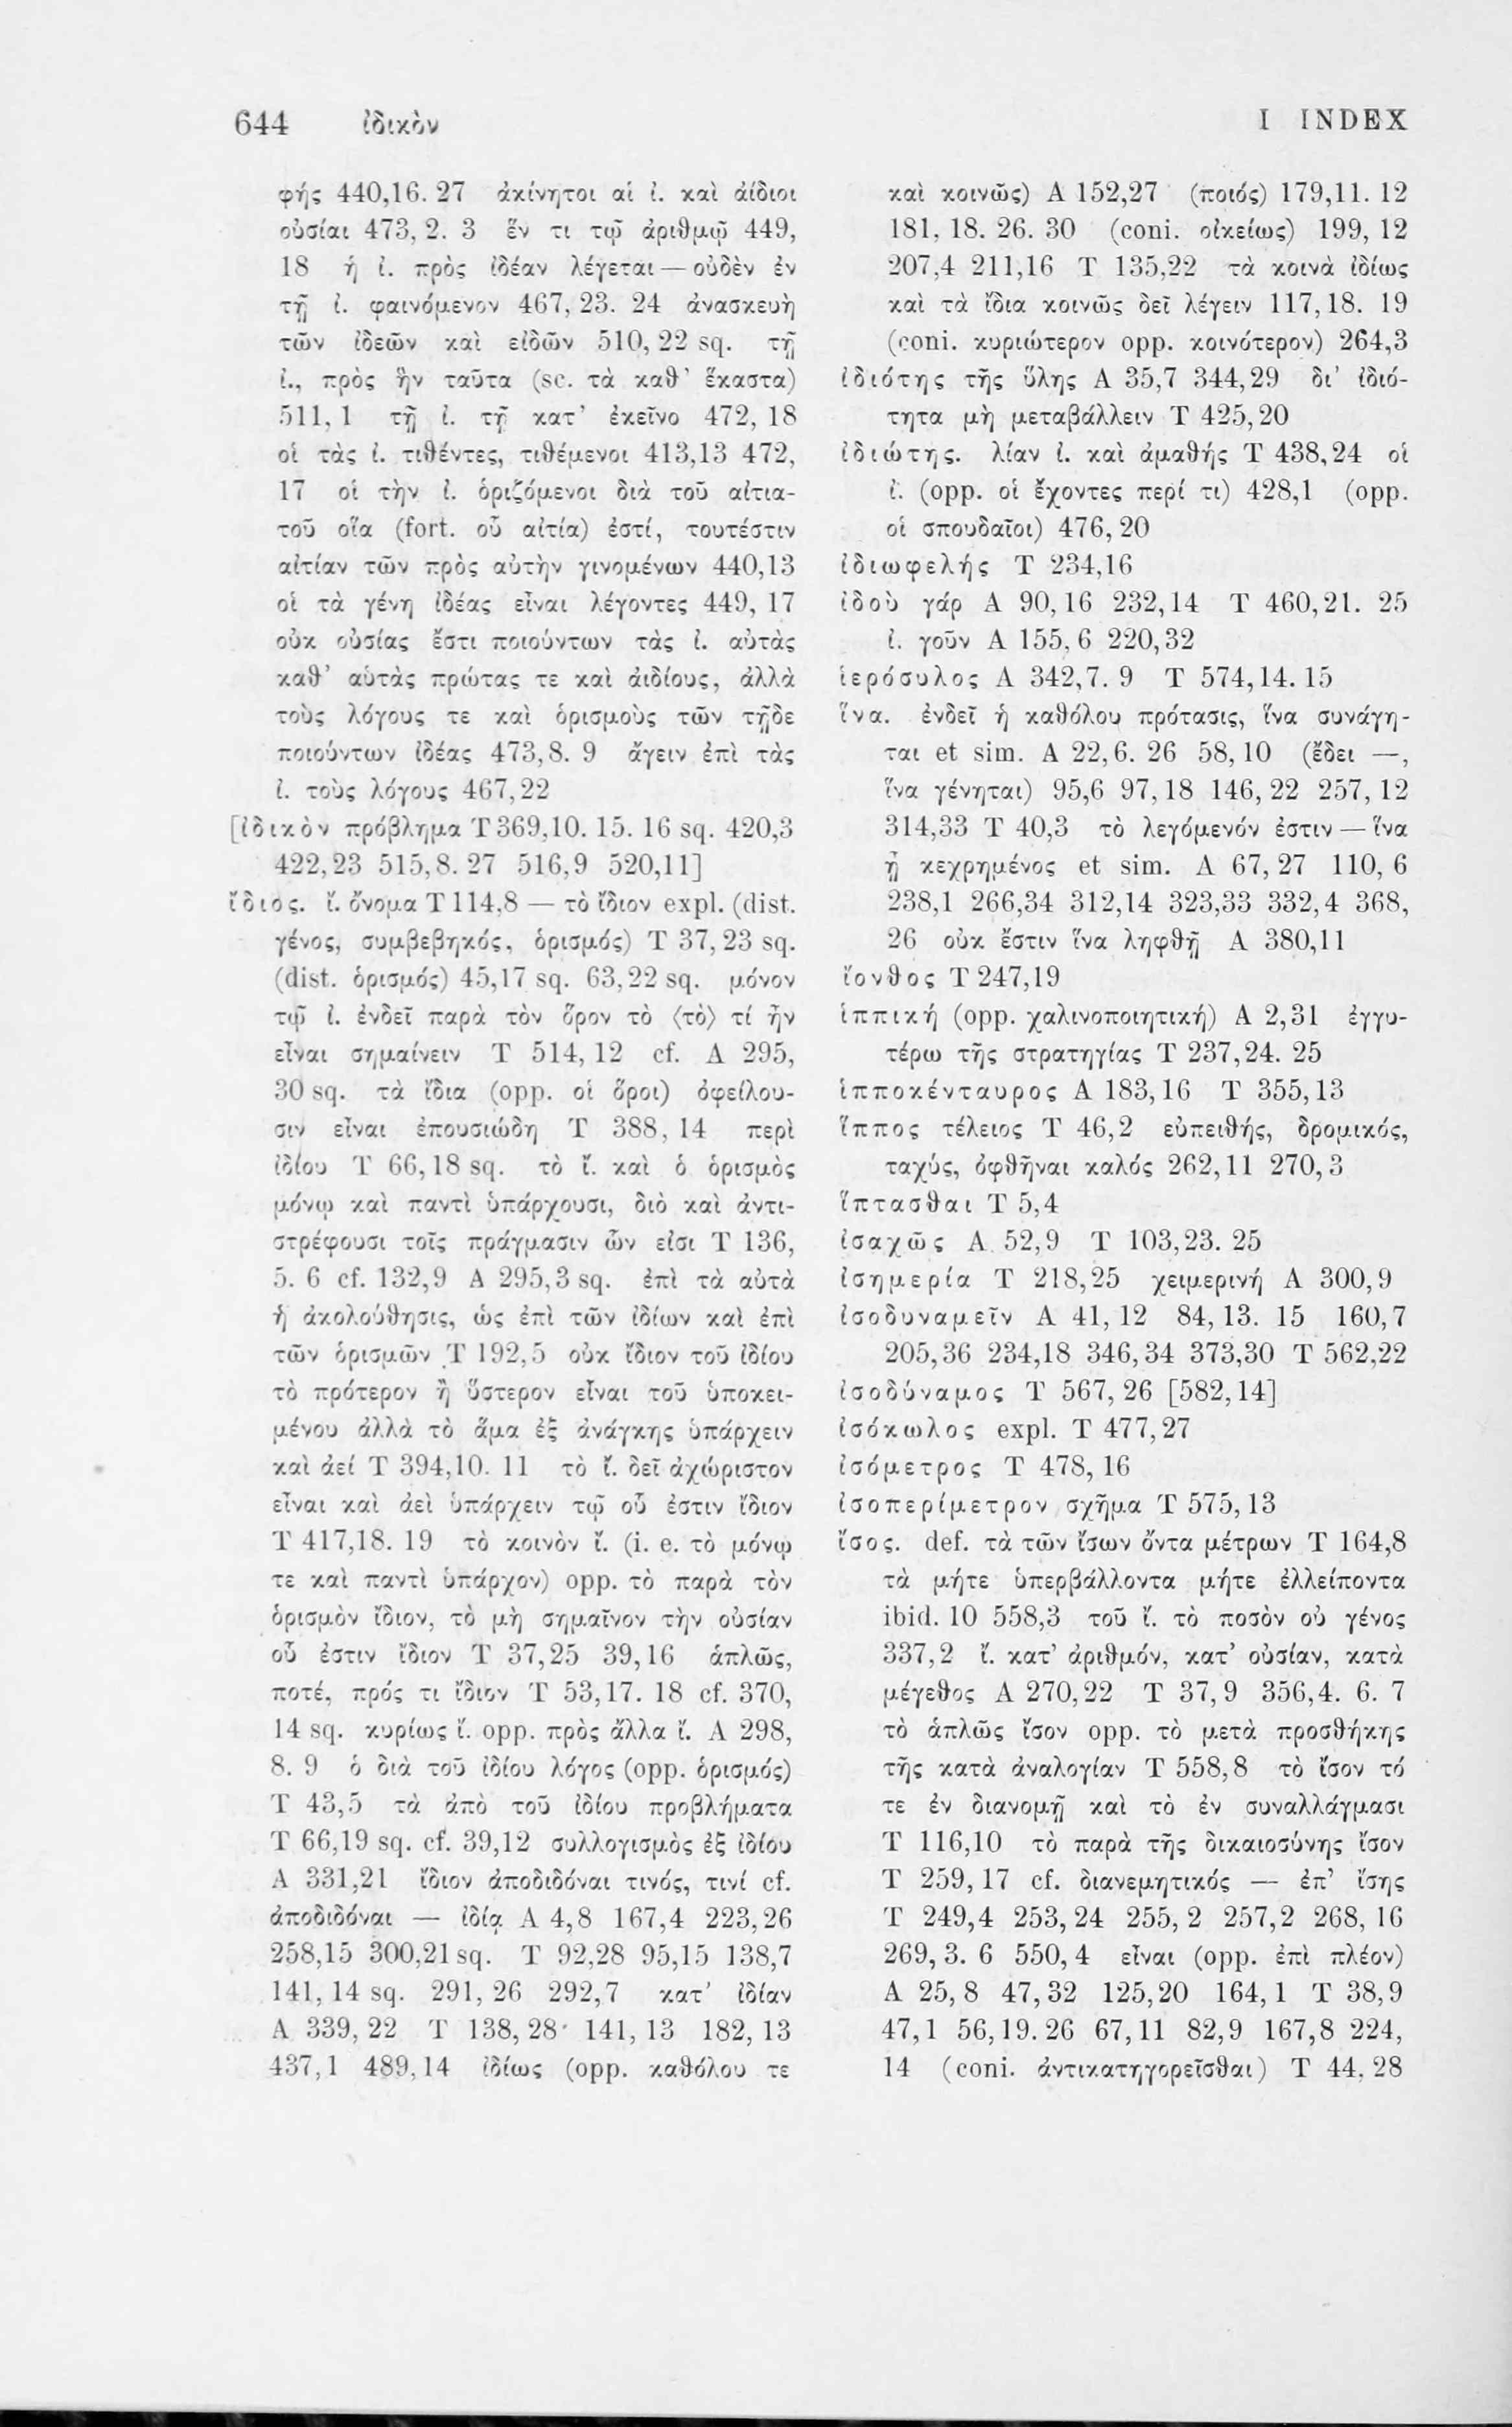 644 ἰδικὸν I INDEX
φής 440,16. 27 ἀκίνητοι αἱ ἰ. καὶ ἀίδιοι
οὐσίαι 473, 2. 3 ἕν τι τῷ ἀριθμῷ 449,
18 ἡ ἰ. πρὸς ἰδέαν λέγεται — οὐδὲν ἐν
τῇ ἰ. φαινόμενον 467, 23. 24 ἀνασκευὴ
τῶν ἰδεῶν καὶ εἰδῶν 510, 22 sq. τῇ
ἰ., πρὸς ἣν ταῦτα (sc. τὰ καθ’ ἕκαστα)
511, 1 τῇ ἰ. τῇ κατ’ ἐκεῖνο 472, 18
οἱ τὰς ἰ. τιθέντες, τιθέμενοι 413,13 472,
17 οἱ τὴν ἰ. ὁριζόμενοι διὰ τοῦ αἰτια-
τοῦ οἵα (fort. οὗ αἰτία) ἐστί, τουτέστιν
αἰτίαν τῶν πρὸς αὐτὴν γινομένων 440,13
οἱ τὰ γένη ἰδέας εἶναι λέγοντες 449, 17
οὐκ οὐσίας ἔστι ποιούντων τὰς ἰ. αὐτὰς
καθ’ αὑτὰς πρώτας τε καὶ ἀιδίους, ἀλλὰ
τοὺς λόγους τε καὶ ὁρισμοὺς τῶν τῇδε
ποιούντων ἰδέας 473,8. 9 ἄγειν ἐπὶ τὰς
ἰ. τοὺς λόγους 467,22
[ἰδικὸν πρόβλημα T 369,10. 15. 16 sq. 420,3
422,23 515,8. 27 516,9 520,11]
ἴδιος. ἴ. ὄνομα T 114,8 — τὸ ἴδιον expl. (dist.
γένος, συμβεβηκός, ὁρισμός) T 37, 23 sq.
(dist. ὁρισμός) 45,17 sq. 63,22 sq. μόνον
τῷ ἰ. ἐνδεῖ παρὰ τὸν ὅρον τὸ ⟨τὸ⟩ τί ἦν
εἶναι σημαίνειν T 514, 12 cf. A 295,
30 sq. τὰ ἴδια (opp. οἱ ὅροι) ὀφείλου-
σιν εἶναι ἐπουσιώδη T 388, 14 περὶ
ἰδίου T 66, 18 sq. τὸ ἴ. καὶ ὁ ὁρισμὸς
μόνῳ καὶ παντὶ ὑπάρχουσι, διὸ καὶ ἀντι-
στρέφουσι τοῖς πράγμασιν ὧν εἰσι T 136,
5. 6 cf. 132,9 A 295,3 sq. ἐπὶ τὰ αὐτὰ
ἡ ἀκολούθησις, ὡς ἐπὶ τῶν ἰδίων καὶ ἐπὶ
τῶν ὁρισμῶν T 192,5 οὐκ ἴδιον τοῦ ἰδίου
τὸ πρότερον ἢ ὕστερον εἶναι τοῦ ὑποκει-
μένου ἀλλὰ τὸ ἅμα ἐξ ἀνάγκης ὑπάρχειν
καὶ ἀεί T 394,10. 11 τὸ ἴ. δεῖ ἀχώριστον
εἶναι καὶ ἀεὶ ὑπάρχειν τῷ οὗ ἐστιν ἴδιον
T 417,18. 19 τὸ κοινὸν ἴ. (i. e. τὸ μόνῳ
τε καὶ παντὶ ὑπάρχον) opp. τὸ παρὰ τὸν
ὁρισμὸν ἴδιον, τὸ μὴ σημαῖνον τὴν οὐσίαν
οὗ ἐστιν ἴδιον T 37,25 39,16 ἁπλῶς,
ποτέ, πρός τι ἴδιον T 53,17. 18 cf. 370,
14 sq. κυρίως ἴ. opp. πρὸς ἄλλα ἴ. A 298,
8. 9 ὁ διὰ τοῦ ἰδίου λόγος (opp. ὁρισμός)
T 43,5 τὰ ἀπὸ τοῦ ἰδίου προβλήματα
T 66,19 sq. cf. 39,12 συλλογισμὸς ἐξ ἰδίου
A 331,21 ἴδιον ἀποδιδόναι τινός, τινί cf.
ἀποδιδόναι — ἰδίᾳ A 4,8 167,4 223,26
258,15 300,21 sq. T 92,28 95,15 138,7
141, 14 sq. 291, 26 292,7 κατ’ ἰδίαν
A 339, 22 T 138, 28 141, 13 182, 13
437,1 489,14 ἰδίως (opp. καθόλου τε
καὶ κοινῶς) A 152,27 (ποιός) 179,11. 12
181, 18. 26. 30 (coni. οἰκείως) 199, 12
207,4 211,16 T 135,22 τὰ κοινὰ ἰδίως
καὶ τὰ ἴδια κοινῶς δεῖ λέγειν 117,18. 19
(coni. κυριώτερον opp. κοινότερον) 264,3
ἰδιότης τῆς ὕλης A 35,7 344,29 δι’ ἰδιό-
τητα μὴ μεταβάλλειν T 425,20
ἰδιώτης. λίαν ἰ. καὶ ἀμαθής T 438,24 οἱ
ἰ. (opp. οἱ ἔχοντες περί τι) 428,1 (opp.
οἱ σπουδαῖοι) 476, 20
ἰδιωφελής T 234,16
ἰδοὺ γάρ A 90, 16 232,14 T 460,21. 25
ἰ. γοῦν A 155, 6 220,32
ἱερόσυλος A 342,7. 9 T 574,14. 15
ἵνα. ἐνδεῖ ἡ καθόλου πρότασις, ἵνα συνάγη-
ται et sim. A 22,6. 26 58,10 (ἔδει —,
ἵνα γένηται) 95,6 97,18 146, 22 257, 12
314,33 T 40,3 τὸ λεγόμενόν ἐστιν — ἵνα
ᾖ κεχρημένος et sim. A 67, 27 110, 6
238,1 266,34 312,14 323,33 332,4 368,
26 οὐκ ἔστιν ἵνα ληφθῇ A 380,11
ἴονθος T 247,19
ἱππική (opp. χαλινοποιητική) A 2,31 ἐγγυ-
τέρω τῆς στρατηγίας T 237,24. 25
ἱπποκένταυρος A 183,16 T 355,13
ἵππος τέλειος T 46,2 εὐπειθής, δρομικός,
ταχύς, ὀφθῆναι καλός 262,11 270,3
ἵπτασθαι T 5,4
ἰσαχῶς A 52,9 T 103,23. 25
ἰσημερία T 218,25 χειμερινή A 300,9
ἰσοδυναμεῖν A 41, 12 84, 13. 15 160,7
205,36 234,18 346,34 373,30 T 562,22
ἰσοδύναμος T 567, 26 [582,14]
ἰσόκωλος expl. T 477,27
ἰσόμετρος T 478, 16
ἰσοπερίμετρον σχῆμα T 575,13
ἴσος. def. τὰ τῶν ἴσων ὄντα μέτρων T 164,8
τὰ μήτε ὑπερβάλλοντα μήτε ἐλλείποντα
ibid. 10 558,3 τοῦ ἴ. τὸ ποσὸν οὐ γένος
337,2 ἴ. κατ’ ἀριθμόν, κατ’ οὐσίαν, κατὰ
μέγεθος A 270,22 T 37,9 356,4. 6. 7
τὸ ἁπλῶς ἴσον opp. τὸ μετὰ προσθήκης
τῆς κατὰ ἀναλογίαν T 558,8 τὸ ἴσον τό
τε ἐν διανομῇ καὶ τὸ ἐν συναλλάγμασι
T 116,10 τὸ παρὰ τῆς δικαιοσύνης ἴσον
T 259, 17 cf. διανεμητικός — ἐπ’ ἴσης
T 249,4 253, 24 255, 2 257,2 268, 16
269, 3. 6 550, 4 εἶναι (opp. ἐπὶ πλέον)
A 25, 8 47, 32 125,20 164, 1 T 38,9
47,1 56,19. 26 67,11 82,9 167,8 224,
14 (coni. ἀντικατηγορεῖσθαι) T 44, 28